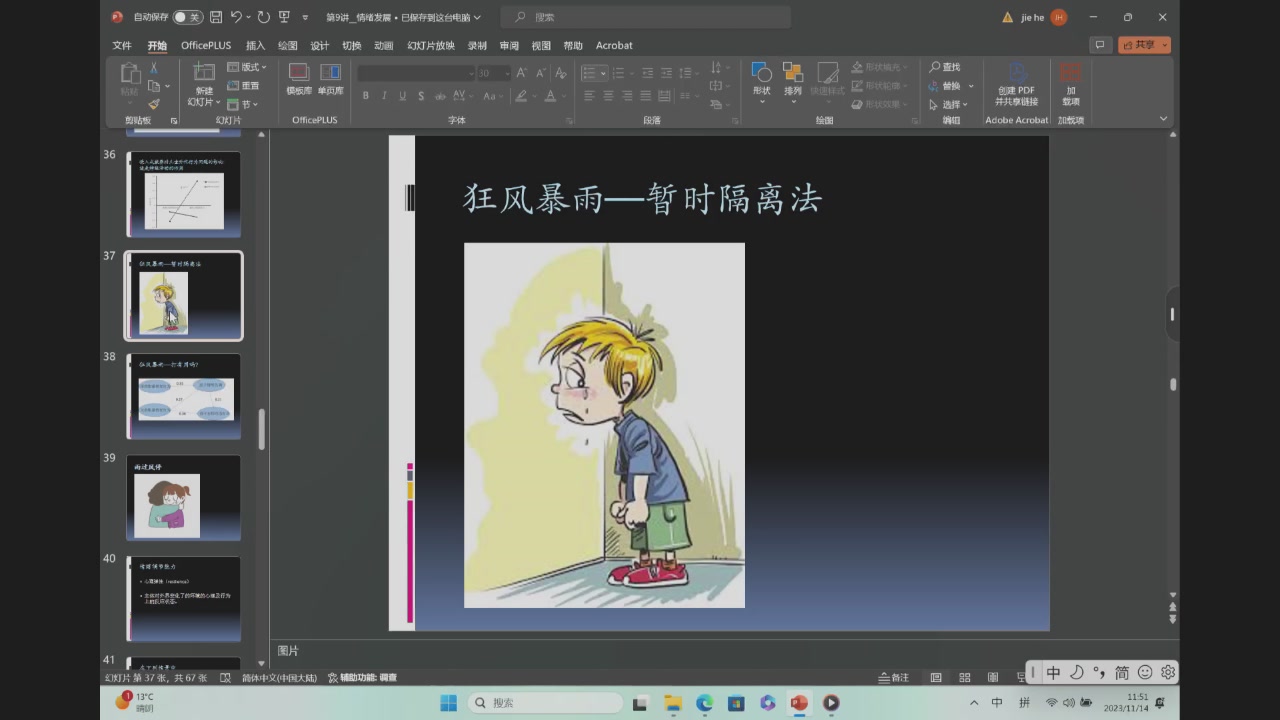 自动保存 关 第9讲_情绪发展 • 已保存到这台电脑 搜索 jie he JH
文件 开始 OfficePLUS 插入 绘图 设计 切换 动画 幻灯片放映 录制 审阅 视图 帮助 Acrobat 共享
粘贴 新建 幻灯片 版式 重置 节 模板库 单页库 30
B I U S ab AV Aa A
形状 排列 快速样式 形状填充 形状轮廓 形状效果
查找 替换 选择
创建 PDF 并共享链接 加载项
剪贴板 幻灯片 OfficePLUS 字体 段落 绘图 编辑 Adobe Acrobat 加载项
36
37
狂风暴雨—暂时隔离法
38
狂风暴雨—打有用吗?
39
雨过风停
40
情绪调节能力
41
狂风暴雨—暂时隔离法
图片
幻灯片 第 37 张，共 67 张 简体中文(中国大陆) 辅助功能: 调查 备注
中 简
1 13°C
晴朗
搜索
中 拼 11:51
2023/11/14